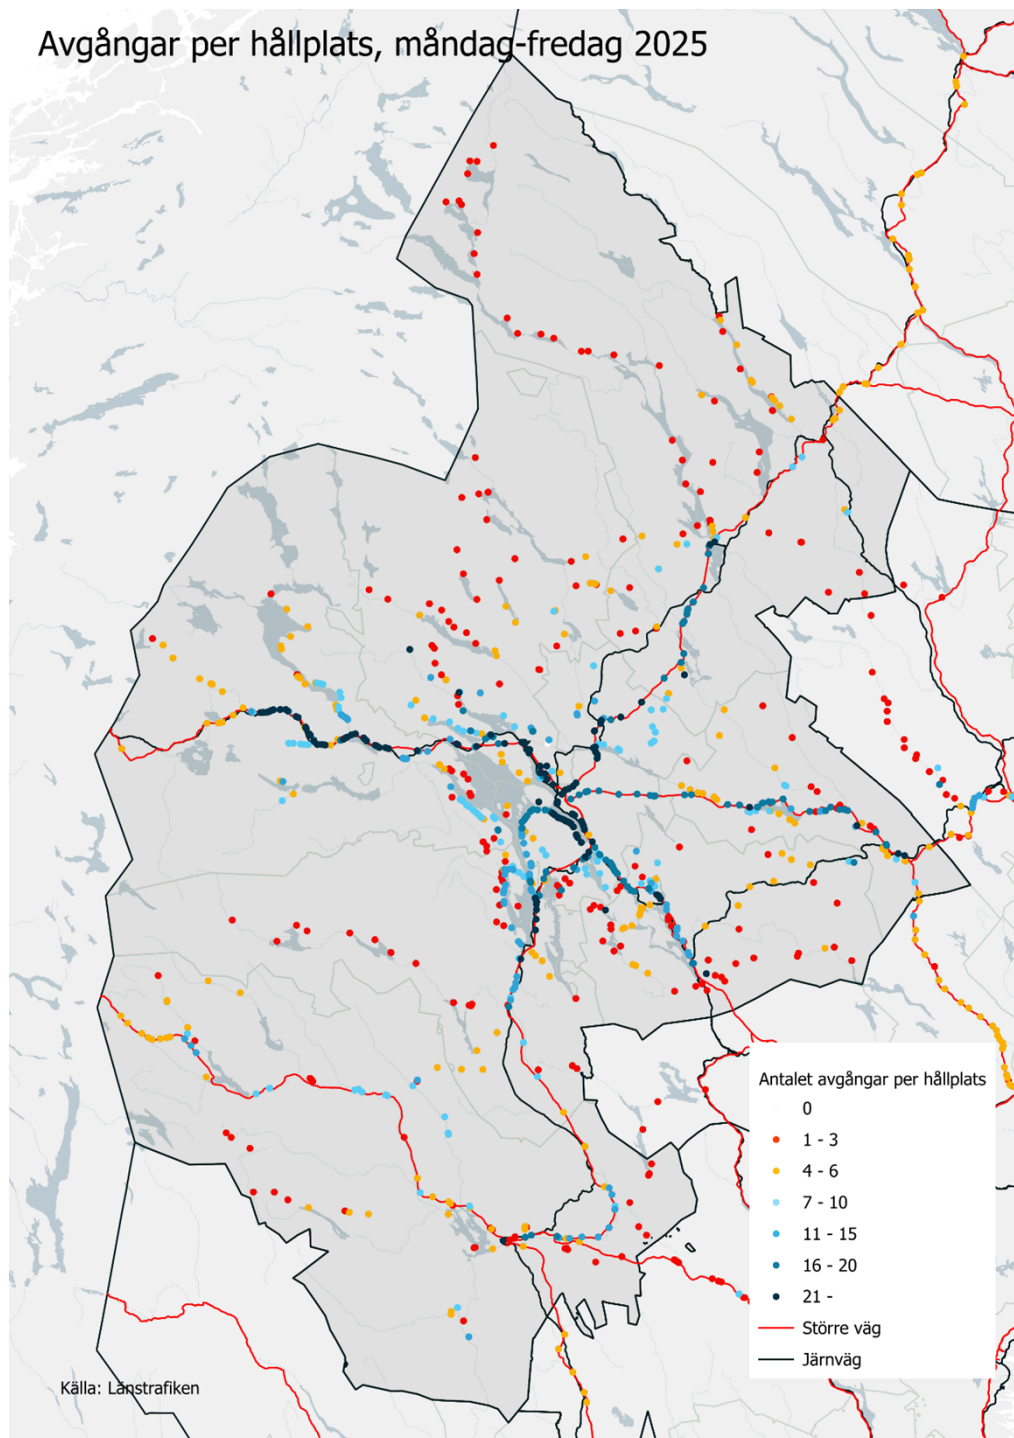 Avgångar per hållplats, måndag-fredag 2025
Antalet avgångar per hållplats
0
1 - 3
4 - 6
7 - 10
11 - 15
16 - 20
21 -
Större väg
Järnväg
Källa: Länstrafiken